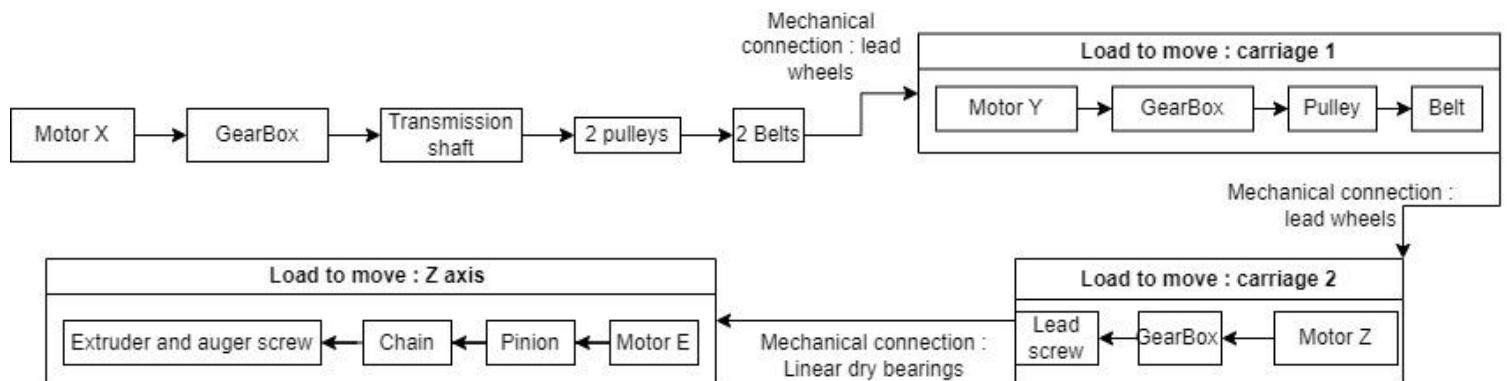 Mechanical
connection : lead
wheels
Load to move : carriage 1
Motor X
GearBox
Transmission
shaft
2 pulleys
2 Belts
Motor Y
GearBox
Pulley
Belt
Mechanical connection :
lead wheels
Load to move : Z axis
Load to move : carriage 2
Extruder and auger screw
Chain
Pinion
Motor E
Mechanical connection :
Linear dry bearings
Lead
screw
GearBox
Motor Z